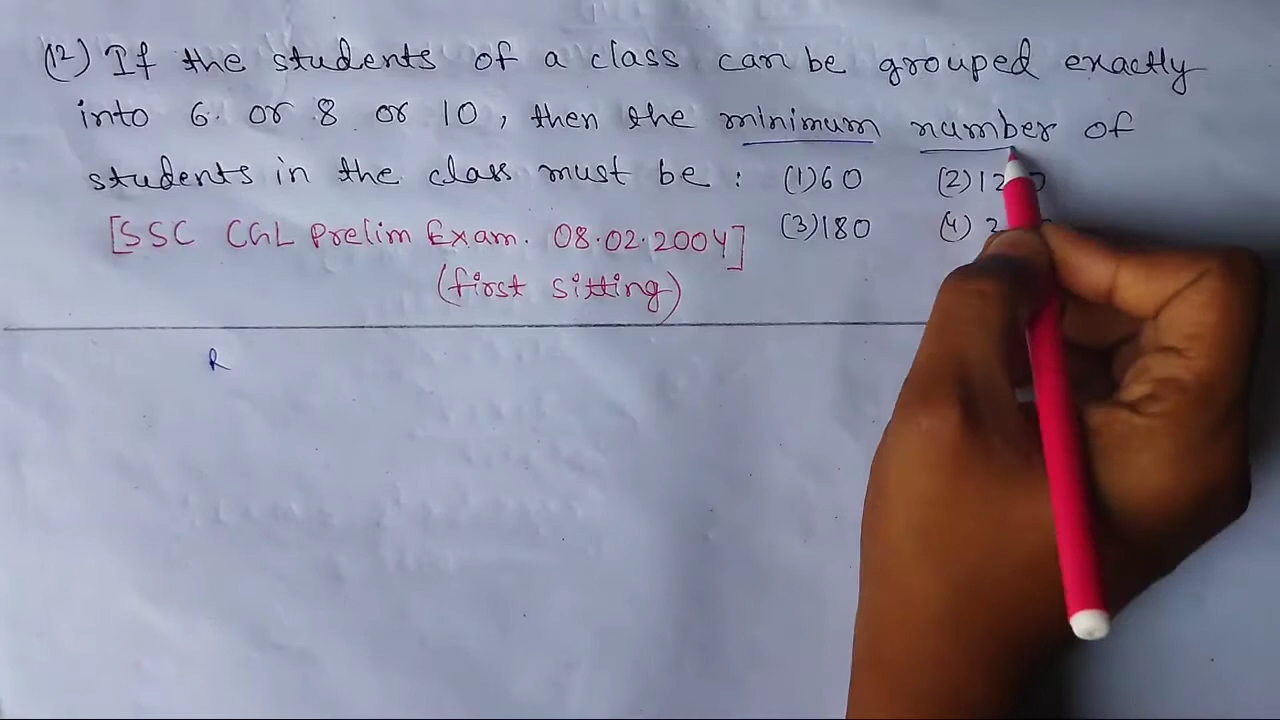 (12) If the students of a class can be grouped exactly
into 6 or 8 or 10, then the minimum number of
students in the class must be : (1) 60 (2)
[SSC CGL Prelim Exam. 08.02.2004] (3) 180 (4)
(first sitting)
R